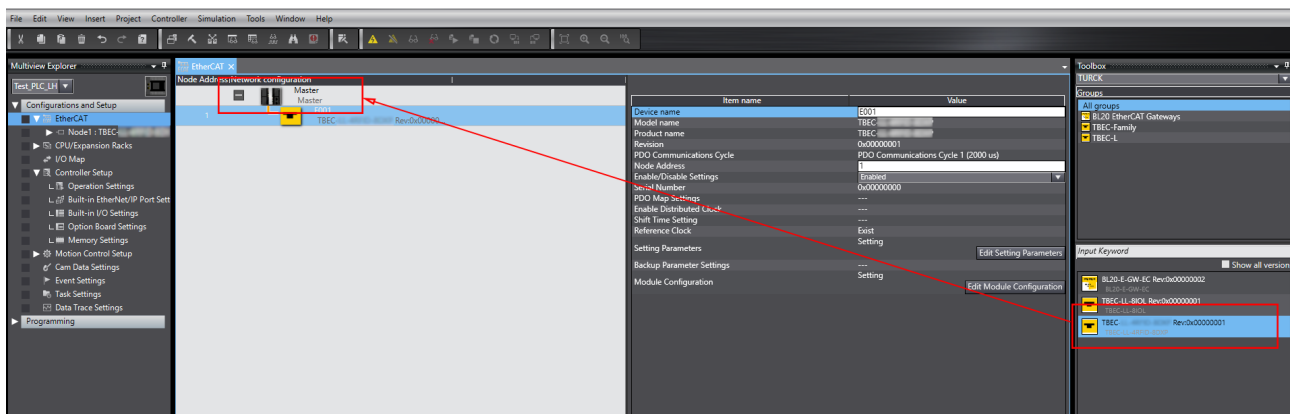 File Edit View Insert Project Controller Simulation Tools Window Help
Multiview Explorer
Test_PLC_LH
Configurations and Setup
EtherCAT
Node1 : TBEC-
CPU/Expansion Racks
I/O Map
Controller Setup
Operation Settings
Built-in EtherNet/IP Port Sett
Built-in I/O Settings
Option Board Settings
Memory Settings
Motion Control Setup
Cam Data Settings
Event Settings
Task Settings
Data Trace Settings
Programming
EtherCAT
Node Address Network configuration
Master
Master
1
E001
TBEC Rev:0x00000
Item name Value
Device name E001
Model name TBEC-
Product name TBEC-
Revision 0x00000001
PDO Communications Cycle PDO Communications Cycle 1 (2000 us)
Node Address 1
Enable/Disable Settings Enabled
Serial Number 0x00000000
PDO Map Settings ---
Enable Distributed Clock ---
Shift Time Setting ---
Reference Clock Exist
Setting Parameters Setting
Edit Setting Parameters
Backup Parameter Settings ---
Module Configuration Setting
Edit Module Configuration
Toolbox
TURCK
Groups
All groups
BL20 EtherCAT Gateways
TBEC-Family
TBEC-L
Input Keyword
Show all version
BL20-E-GW-EC Rev:0x00000002
BL20-E-GW-EC
TBEC-LL-8IOL Rev:0x00000001
TBEC-LL-8IOL
TBEC- Rev:0x00000001